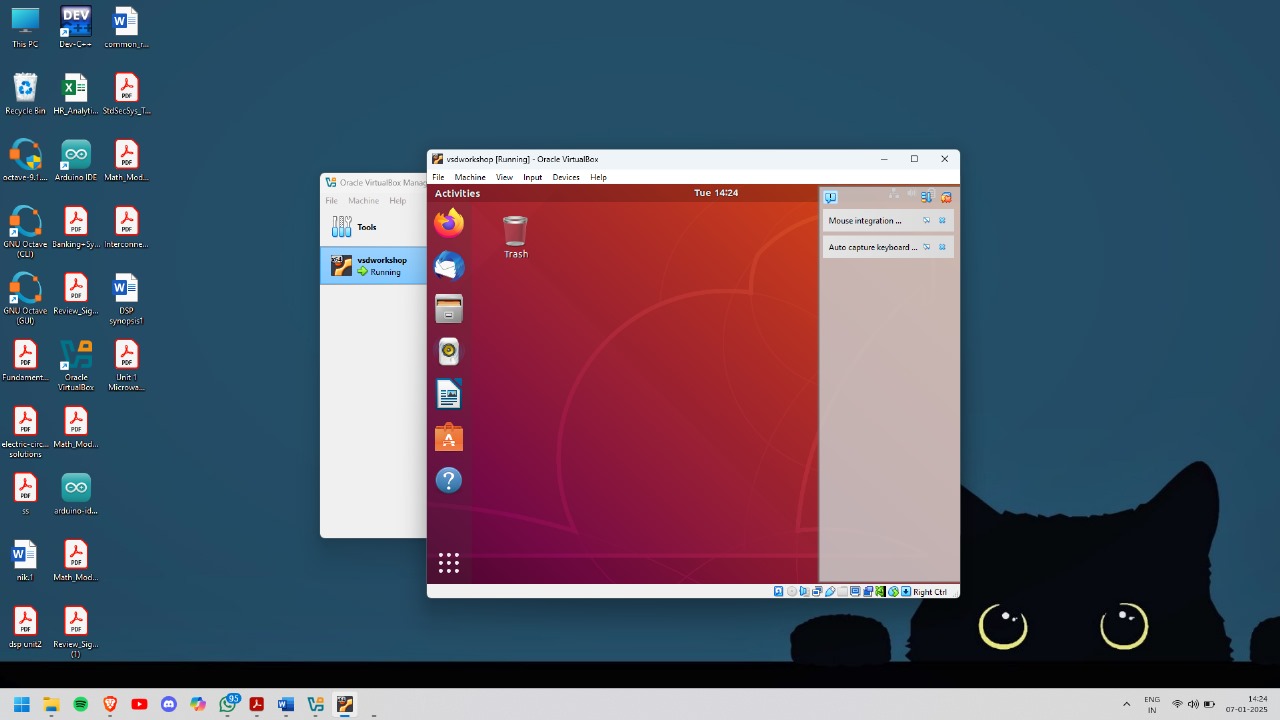 This PC
Dev-C++
common_r...
Recycle Bin
HR_Analyti...
StdSecSys_T...
octave-9.1....
Arduino IDE
Math_Mod...
GNU Octave
(CLI)
Banking+Sy...
Interconne...
GNU Octave
(GUI)
Review_Sig...
DSP
synopsis1
Fundament...
Oracle
VirtualBox
Unit 1
Microwa...
electric-circ...
solutions
Math_Mod...
ss
arduino-id...
nik.1
Math_Mod...
dsp unit2
Review_Sig...
(1)
DEV
PDF
Oracle VirtualBox Manag
File Machine Help
Tools
vsdworkshop
Running
vsdworkshop [Running] - Oracle VirtualBox
File Machine View Input Devices Help
Activities
Tue 14:24
Trash
Mouse integration ...
Auto capture keyboard ...
Right Ctrl
95
ENG
IN
14:24
07-01-2025